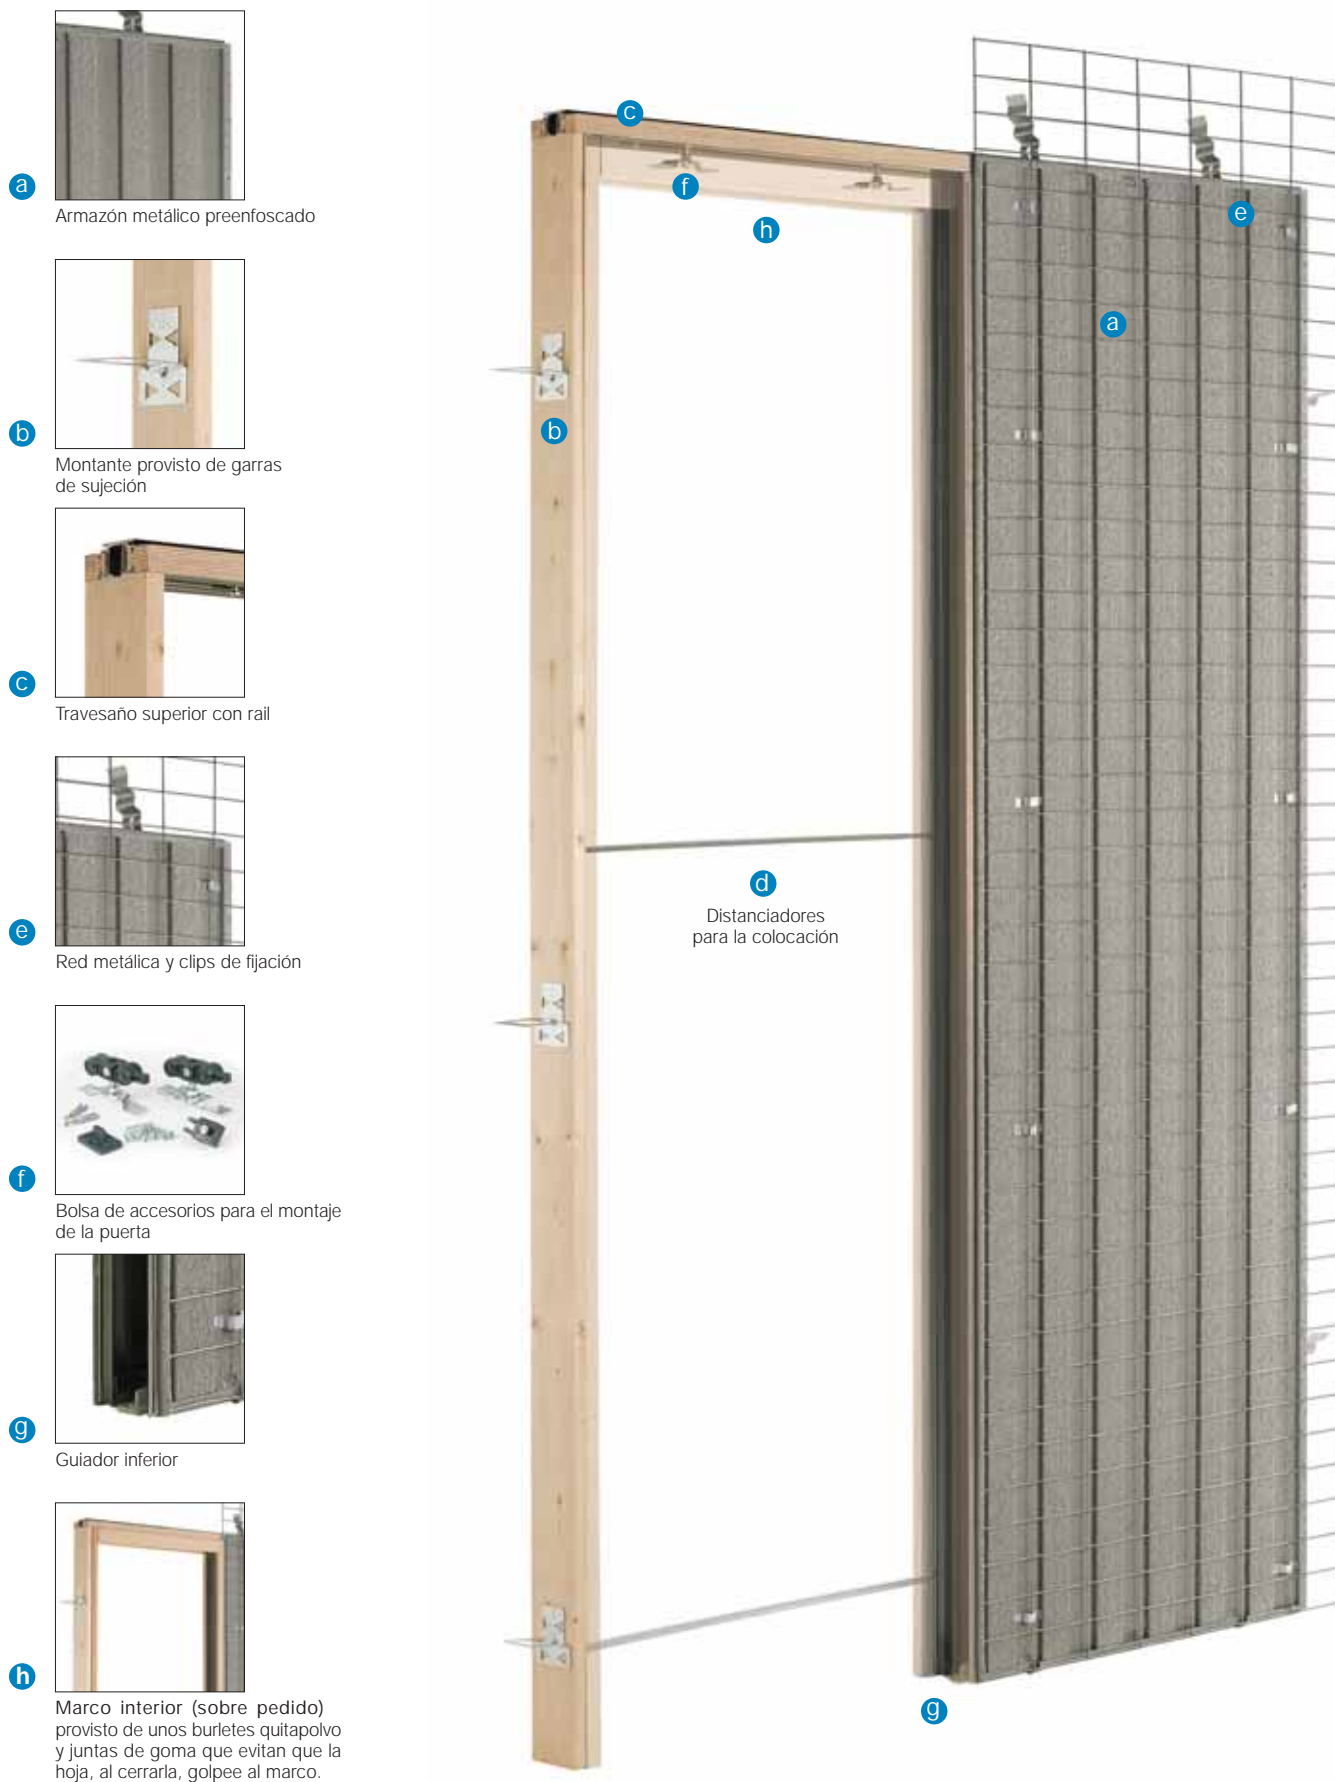 a
Armazón metálico preenfoscado
b
Montante provisto de garras
de sujeción
c
Travesaño superior con rail
e
Red metálica y clips de fijación
f
Bolsa de accesorios para el montaje
de la puerta
g
Guiador inferior
h
Marco interior (sobre pedido)
provisto de unos burletes quitapolvo
y juntas de goma que evitan que la
hoja, al cerrarla, golpee al marco.
c
f
h
e
a
b
d
Distanciadores
para la colocación
g